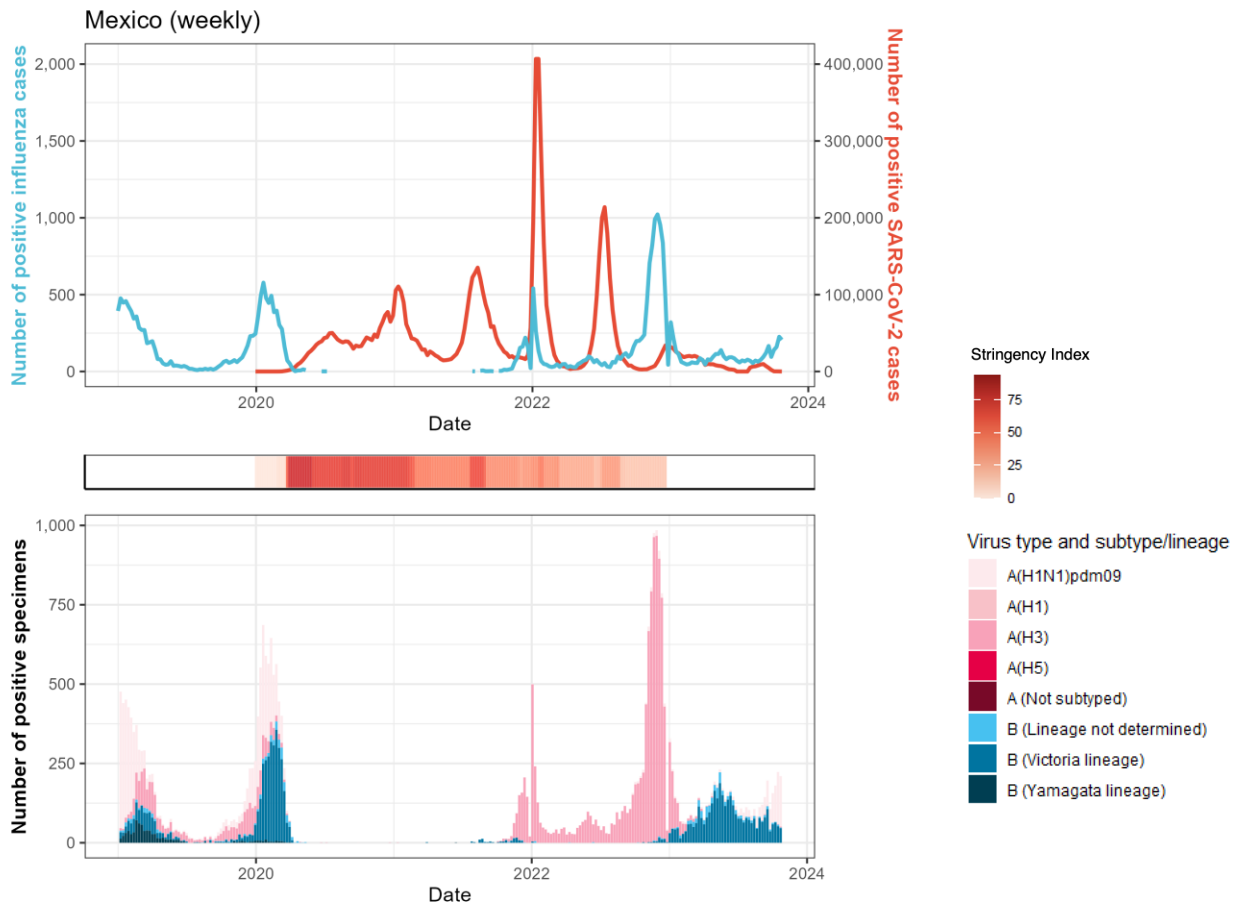 Mexico (weekly)
Number of positive influenza cases
2,000
1,500
1,000
500
0
400,000
300,000
200,000
100,000
0
Number of positive SARS-CoV-2 cases
2020
2022
2024
Date
Stringency Index
75
50
25
0
Number of positive specimens
1,000
750
500
250
0
2020
2022
2024
Date
Virus type and subtype/lineage
A(H1N1)pdm09
A(H1)
A(H3)
A(H5)
A (Not subtyped)
B (Lineage not determined)
B (Victoria lineage)
B (Yamagata lineage)